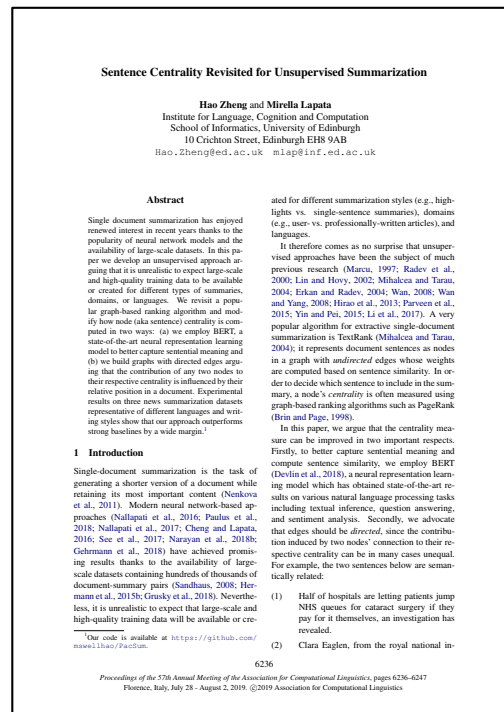 Sentence Centrality Revisited for Unsupervised Summarization
Hao Zheng and Mirella Lapata
Institute for Language, Cognition and Computation
School of Informatics, University of Edinburgh
10 Crichton Street, Edinburgh EH8 9AB
Hao.Zheng@ed.ac.uk mlap@inf.ed.ac.uk
Abstract
Single document summarization has enjoyed
renewed interest in recent years thanks to the
popularity of neural network models and the
availability of large-scale datasets. In this pa-
per we develop an unsupervised approach ar-
guing that it is unrealistic to expect large-scale
and high-quality training data to be available
or created for different types of summaries,
domains, or languages. We revisit a popu-
lar graph-based ranking algorithm and mod-
ify how node (aka sentence) centrality is com-
puted in two ways: (a) we employ BERT, a
state-of-the-art neural representation learning
model to better capture sentential meaning and
(b) we build graphs with directed edges argu-
ing that the contribution of any two nodes to
their respective centrality is influenced by their
relative position in a document. Experimental
results on three news summarization datasets
representative of different languages and writ-
ing styles show that our approach outperforms
strong baselines by a wide margin.1
1 Introduction
Single-document summarization is the task of
generating a shorter version of a document while
retaining its most important content (Nenkova
et al., 2011). Modern neural network-based ap-
proaches (Nallapati et al., 2016; Paulus et al.,
2018; Nallapati et al., 2017; Cheng and Lapata,
2016; See et al., 2017; Narayan et al., 2018b;
Gehrmann et al., 2018) have achieved promis-
ing results thanks to the availability of large-
scale datasets containing hundreds of thousands of
document-summary pairs (Sandhaus, 2008; Her-
mann et al., 2015b; Grusky et al., 2018). Neverthe-
less, it is unrealistic to expect that large-scale and
high-quality training data will be available or cre-
1Our code is available at https://github.com/
mswellhao/PacSum.
ated for different summarization styles (e.g., high-
lights vs. single-sentence summaries), domains
(e.g., user- vs. professionally-written articles), and
languages.
It therefore comes as no surprise that unsuper-
vised approaches have been the subject of much
previous research (Marcu, 1997; Radev et al.,
2000; Lin and Hovy, 2002; Mihalcea and Tarau,
2004; Erkan and Radev, 2004; Wan, 2008; Wan
and Yang, 2008; Hirao et al., 2013; Parveen et al.,
2015; Yin and Pei, 2015; Li et al., 2017). A very
popular algorithm for extractive single-document
summarization is TextRank (Mihalcea and Tarau,
2004); it represents document sentences as nodes
in a graph with undirected edges whose weights
are computed based on sentence similarity. In or-
der to decide which sentence to include in the sum-
mary, a node's centrality is often measured using
graph-based ranking algorithms such as PageRank
(Brin and Page, 1998).
In this paper, we argue that the centrality mea-
sure can be improved in two important respects.
Firstly, to better capture sentential meaning and
compute sentence similarity, we employ BERT
(Devlin et al., 2018), a neural representation learn-
ing model which has obtained state-of-the-art re-
sults on various natural language processing tasks
including textual inference, question answering,
and sentiment analysis. Secondly, we advocate
that edges should be directed, since the contribu-
tion induced by two nodes' connection to their re-
spective centrality can be in many cases unequal.
For example, the two sentences below are seman-
tically related:
(1) Half of hospitals are letting patients jump
NHS queues for cataract surgery if they
pay for it themselves, an investigation has
revealed.
(2) Clara Eaglen, from the royal national in-
6236
Proceedings of the 57th Annual Meeting of the Association for Computational Linguistics, pages 6236–6247
Florence, Italy, July 28 - August 2, 2019. ©2019 Association for Computational Linguistics